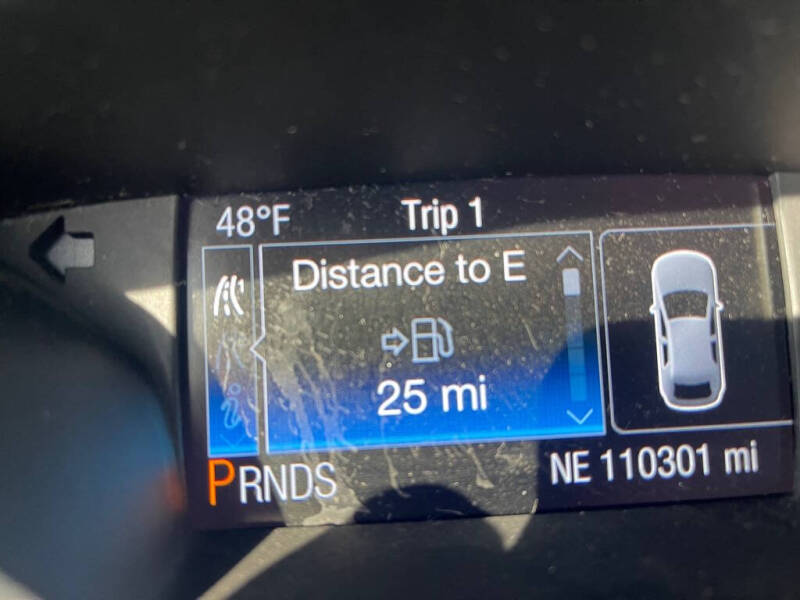 48°F Trip 1
Distance to E
25 mi
PRNDS
NE 110301 mi